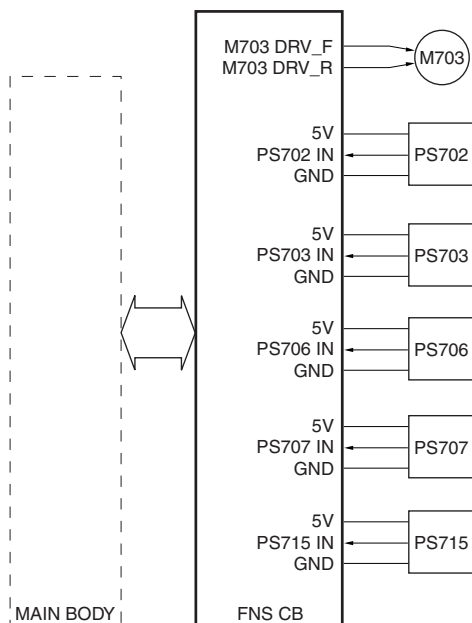 M703 DRV_F
M703 DRV_R
M703
5V
PS702 IN
GND
PS702
5V
PS703 IN
GND
PS703
5V
PS706 IN
GND
PS706
5V
PS707 IN
GND
PS707
5V
PS715 IN
GND
PS715
MAIN BODY
FNS CB